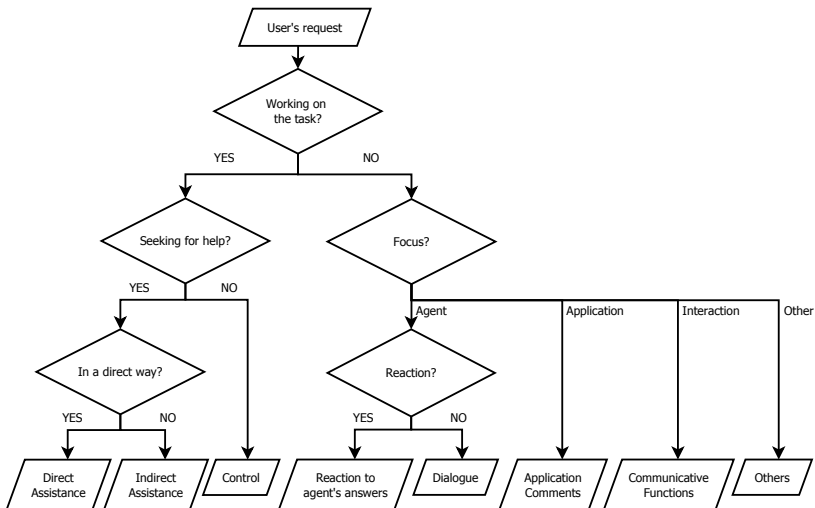 User's request
Working on
the task?
YES
NO
Seeking for help?
Focus?
YES
NO
Agent
Application
Interaction
Other
In a direct way?
Reaction?
YES
NO
YES
NO
Direct
Assistance
Indirect
Assistance
Control
Reaction to
agent's answers
Dialogue
Application
Comments
Communicative
Functions
Others